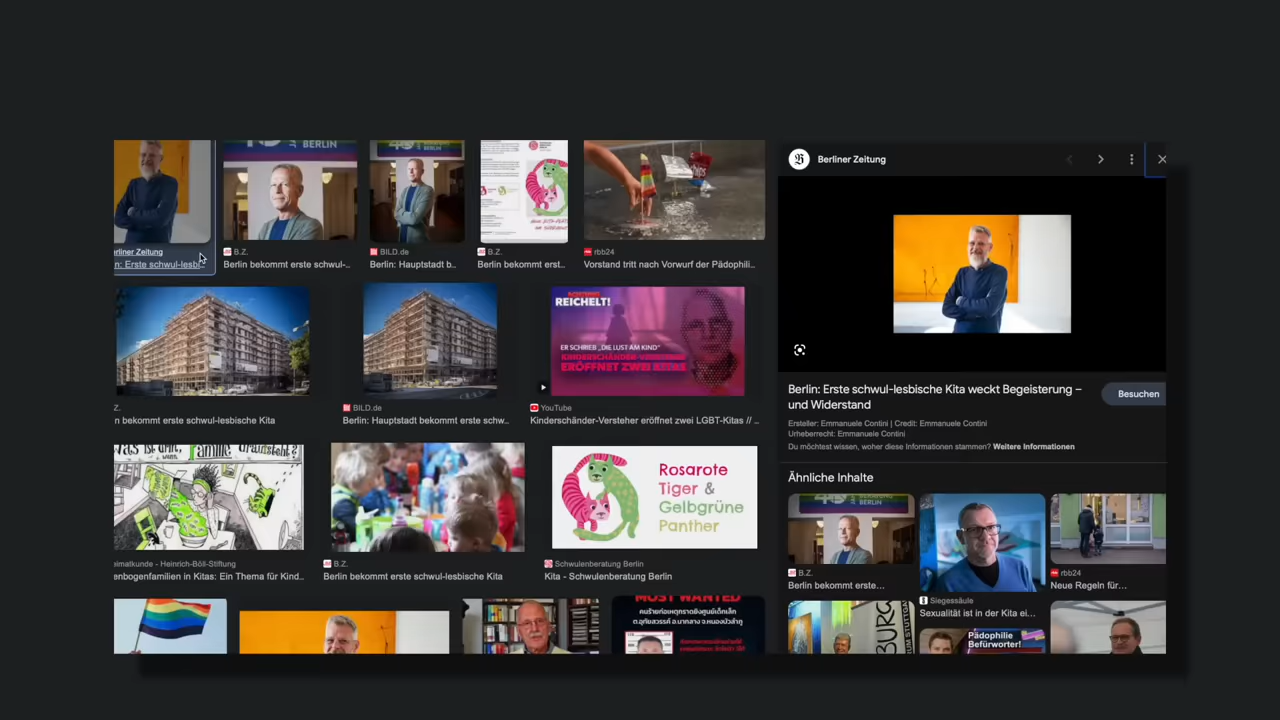 BERLIN
BERLIN
Berliner Zeitung
erliner Zeitung
n: Erste schwul-lesbi...
B.Z.
Berlin bekommt erste schwul-...
BILD.de
Berlin: Hauptstadt b...
B.Z.
Berlin bekommt erst...
rbb24
Vorstand tritt nach Vorwurf der Pädophili...
REICHELT!
ER SCHRIEB „DIE LUST AM KIND“
KINDERSCHÄNDER-VERSTEHER
ERÖFFNET ZWEI KITAS
Z.
n bekommt erste schwul-lesbische Kita
BILD.de
Berlin: Hauptstadt bekommt erste schw...
YouTube
Kinderschänder-Versteher eröffnet zwei LGBT-Kitas // ...
Rosarote
Tiger &
Gelbgrüne
Panther
eimalkunde - Heinrich-Böll-Stiftung
enbogenfamilien in Kitas: Ein Thema für Kind...
B.Z.
Berlin bekommt erste schwul-lesbische Kita
Schwulenberatung Berlin
Kita - Schwulenberatung Berlin
MOST WANTED
Berlin: Erste schwul-lesbische Kita weckt Begeisterung –
und Widerstand
Besuchen
Ersteller: Emmanuele Contini | Credit: Emmanuele Contini
Urheberrecht: Emmanuele Contini
Du möchtest wissen, woher diese Informationen stammen? Weitere Informationen
Ähnliche Inhalte
B.Z.
Berlin bekommt erste...
Siegessäule
Sexualität ist in der Kita ei...
rbb24
Neue Regeln für...
Pädophilie
Befürworter!